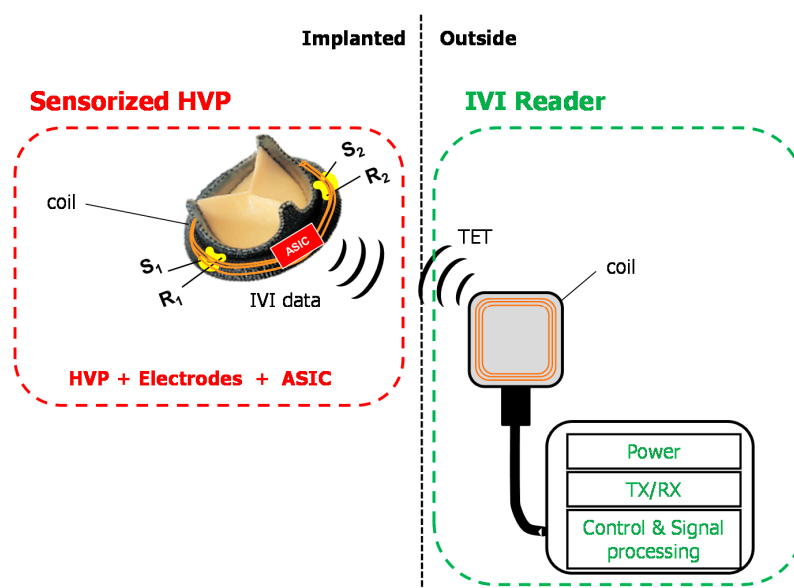 Implanted
Outside
Sensorized HVP
IVI Reader
S2
R2
coil
ASIC
S1
R1
IVI data
TET
coil
HVP + Electrodes + ASIC
Power
TX/RX
Control & Signal
processing